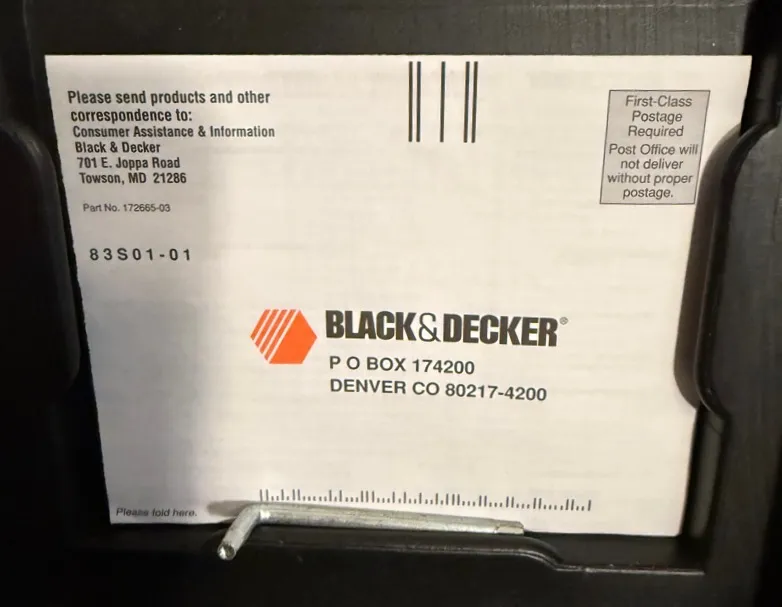 Please send products and other
correspondence to:
Consumer Assistance & Information
Black & Decker
701 E. Joppa Road
Towson, MD 21286
Part No. 172665-03
83S01-01
First-Class
Postage
Required
Post Office will
not deliver
without proper
postage.
BLACK&DECKER®
P O BOX 174200
DENVER CO 80217-4200
Please fold here.